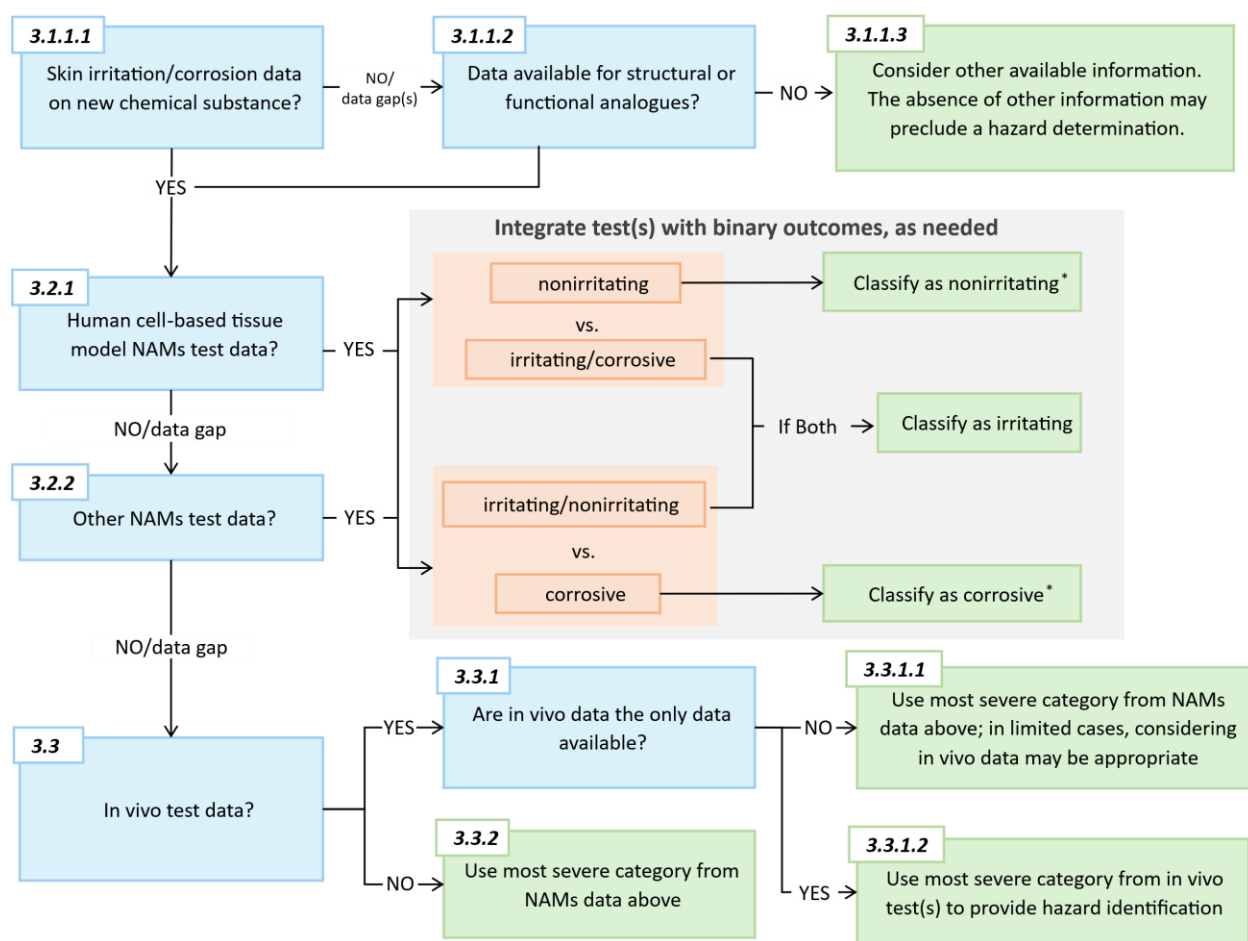 3.1.1.1
Skin irritation/corrosion data
on new chemical substance?
NO/
data gap(s)
3.1.1.2
Data available for structural or
functional analogues?
NO
3.1.1.3
Consider other available information.
The absence of other information may
preclude a hazard determination.
YES
Integrate test(s) with binary outcomes, as needed
3.2.1
Human cell-based tissue
model NAMs test data?
YES
nonirritating
vs.
irritating/corrosive
Classify as nonirritating*
If Both
Classify as irritating
NO/data gap
3.2.2
Other NAMs test data?
YES
irritating/nonirritating
vs.
corrosive
Classify as corrosive*
NO/data gap
3.3
In vivo test data?
YES
3.3.1
Are in vivo data the only data
available?
NO
3.3.1.1
Use most severe category from NAMs
data above; in limited cases, considering
in vivo data may be appropriate
NO
3.3.2
Use most severe category from
NAMs data above
YES
3.3.1.2
Use most severe category from in vivo
test(s) to provide hazard identification